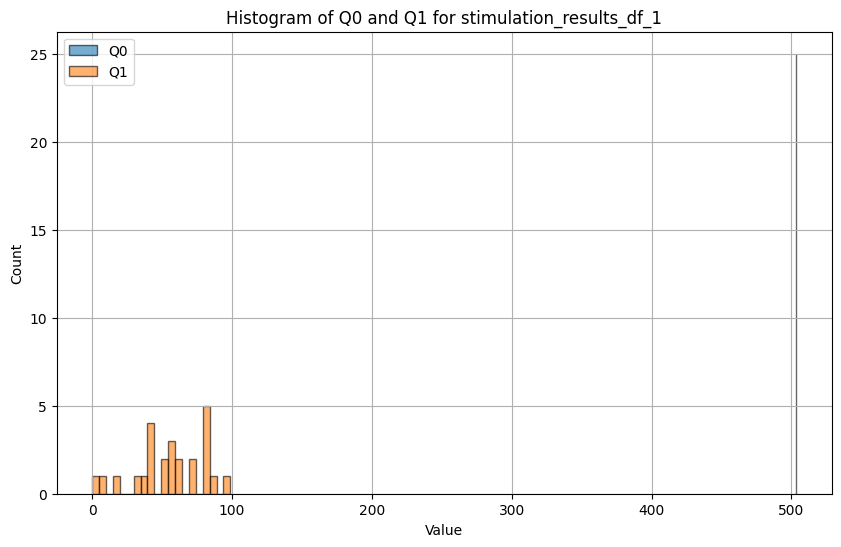 Histogram of Q0 and Q1 for stimulation_results_df_1
Q0
Q1
25
20
15
10
5
0
Count
0 100 200 300 400 500
Value